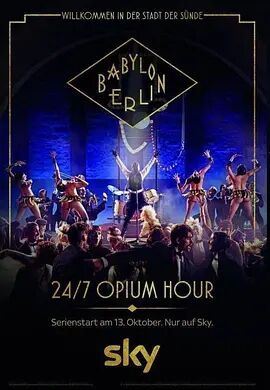 WILLKOMMEN IN DER STADT DER SÜNDE
BABYLON
BERLIN
24/7 OPIUM HOUR
Serienstart am 13. Oktober. Nur auf Sky.
sky